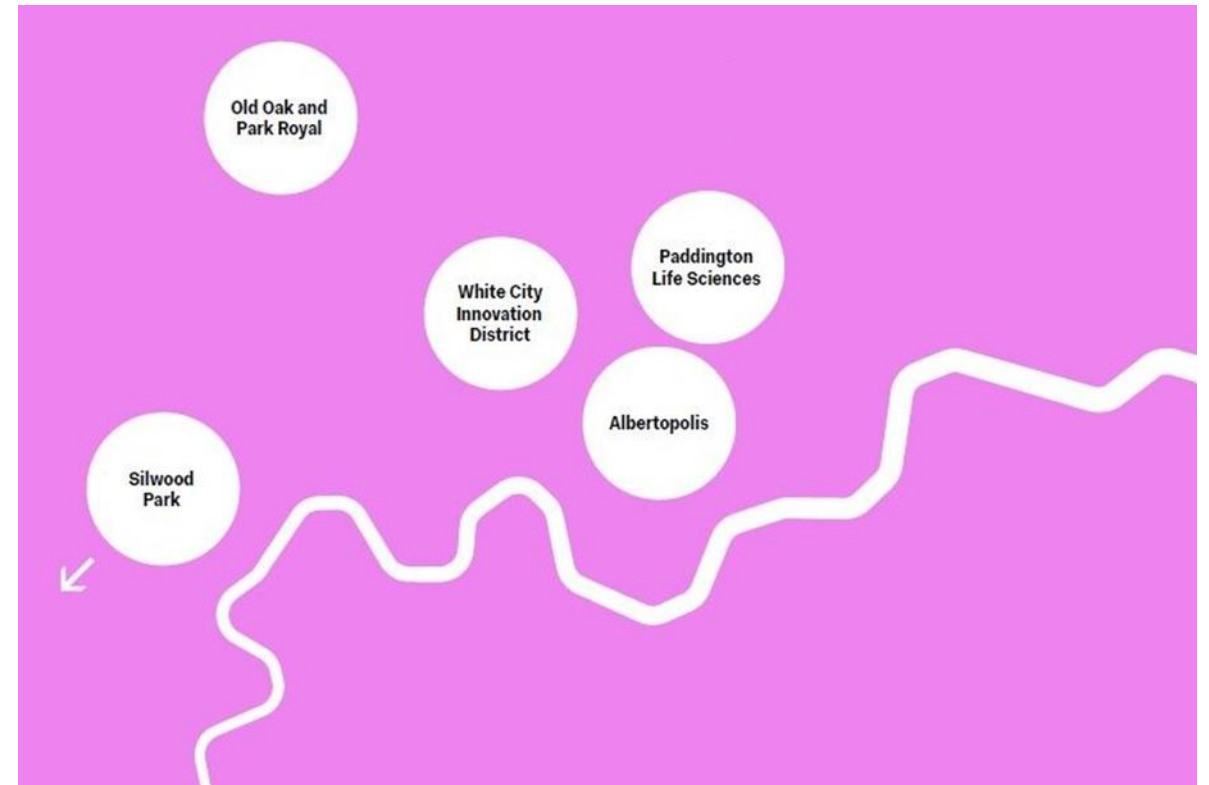 Old Oak and
Park Royal
Paddington
Life Sciences
White City
Innovation
District
Albertopolis
Silwood
Park